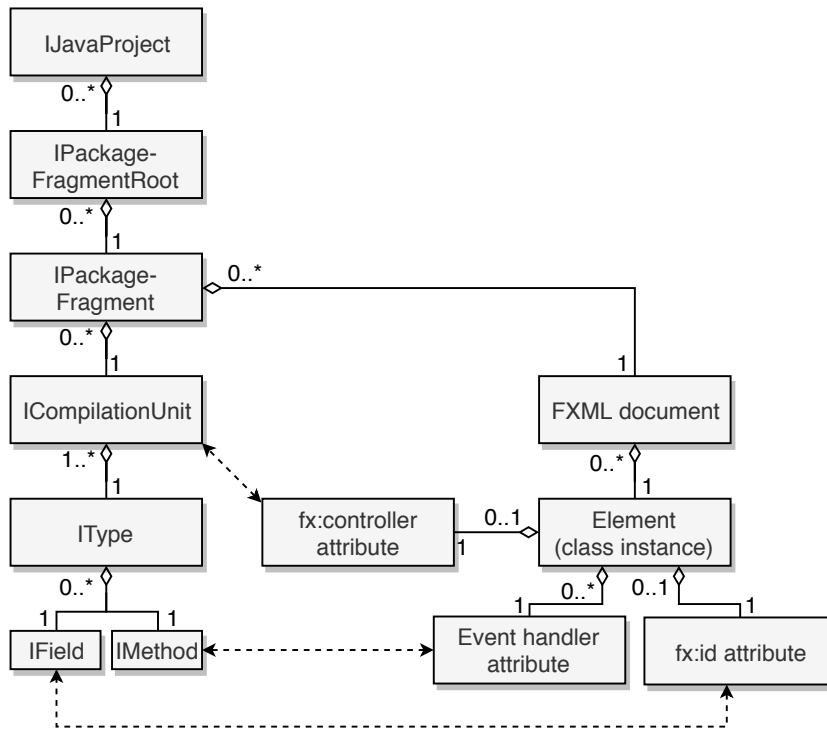 IJavaProject
0..*
1
IPackage-
FragmentRoot
0..*
1
IPackage-
Fragment
0..*
0..*
1
1
ICompilationUnit
FXML document
1..*
0..*
1
1
IType
fx:controller
attribute
1
0..1
Element
(class instance)
0..*
0..*
0..1
1
1
1
1
IField
IMethod
Event handler
attribute
fx:id attribute